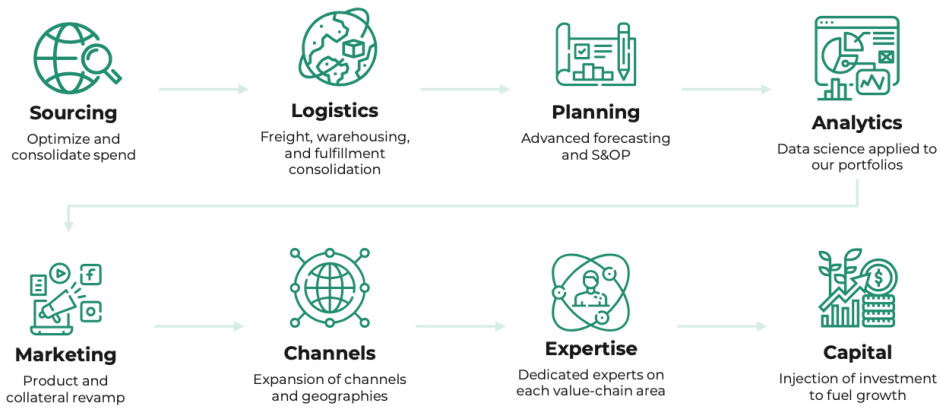 Sourcing
Optimize and
consolidate spend
Logistics
Freight, warehousing,
and fulfillment
consolidation
Planning
Advanced forecasting
and S&OP
Analytics
Data science applied to
our portfolios
Marketing
Product and
collateral revamp
Channels
Expansion of channels
and geographies
Expertise
Dedicated experts on
each value-chain area
Capital
Injection of investment
to fuel growth